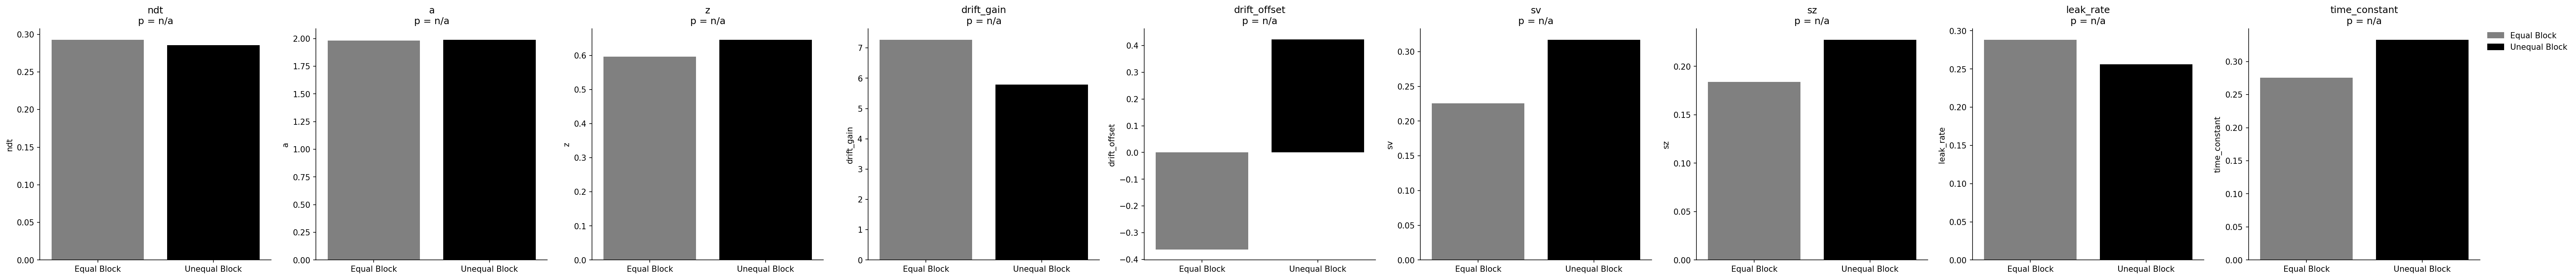 ndt
p = n/a
0.30
0.25
0.20
0.15
0.10
0.05
0.00
ndt
Equal Block
Unequal Block
a
p = n/a
2.00
1.75
1.50
1.25
1.00
0.75
0.50
0.25
0.00
a
Equal Block
Unequal Block
z
p = n/a
0.6
0.5
0.4
0.3
0.2
0.1
0.0
z
Equal Block
Unequal Block
drift_gain
p = n/a
7
6
5
4
3
2
1
0
drift_gain
Equal Block
Unequal Block
drift_offset
p = n/a
0.4
0.3
0.2
0.1
0.0
−0.1
−0.2
−0.3
−0.4
drift_offset
Equal Block
Unequal Block
sv
p = n/a
0.30
0.25
0.20
0.15
0.10
0.05
0.00
sv
Equal Block
Unequal Block
sz
p = n/a
0.20
0.15
0.10
0.05
0.00
sz
Equal Block
Unequal Block
leak_rate
p = n/a
0.30
0.25
0.20
0.15
0.10
0.05
0.00
leak_rate
Equal Block
Unequal Block
time_constant
p = n/a
0.30
0.25
0.20
0.15
0.10
0.05
0.00
time_constant
Equal Block
Unequal Block
Equal Block
Unequal Block